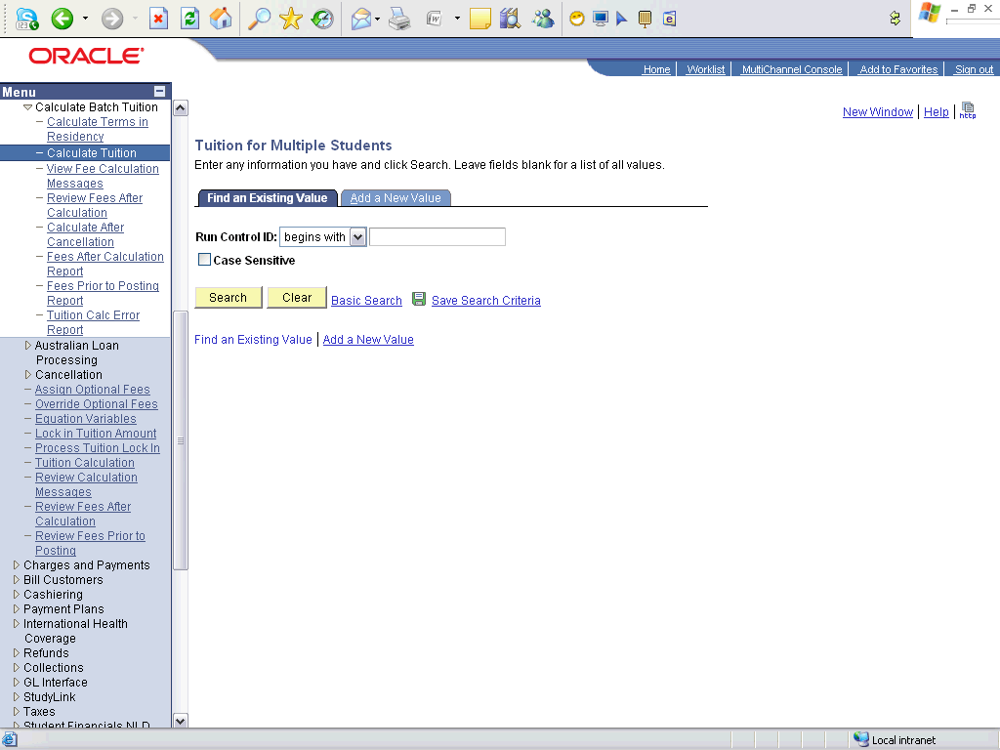 ORACLE®
Home
Worklist
MultiChannel Console
Add to Favorites
Sign out
Menu
Calculate Batch Tuition
Calculate Terms in
Residency
Calculate Tuition
View Fee Calculation
Messages
Review Fees After
Calculation
Calculate After
Cancellation
Fees After Calculation
Report
Fees Prior to Posting
Report
Tuition Calc Error
Report
Australian Loan
Processing
Cancellation
Assign Optional Fees
Override Optional Fees
Equation Variables
Lock in Tuition Amount
Process Tuition Lock In
Tuition Calculation
Review Calculation
Messages
Review Fees After
Calculation
Review Fees Prior to
Posting
Charges and Payments
Bill Customers
Cashiering
Payment Plans
International Health
Coverage
Refunds
Collections
GL Interface
StudyLink
Taxes
Student Financials NLD
New Window | Help | http
Tuition for Multiple Students
Enter any information you have and click Search. Leave fields blank for a list of all values.
Find an Existing Value
Add a New Value
Run Control ID: begins with
Case Sensitive
Search
Clear
Basic Search
Save Search Criteria
Find an Existing Value | Add a New Value
Local intranet